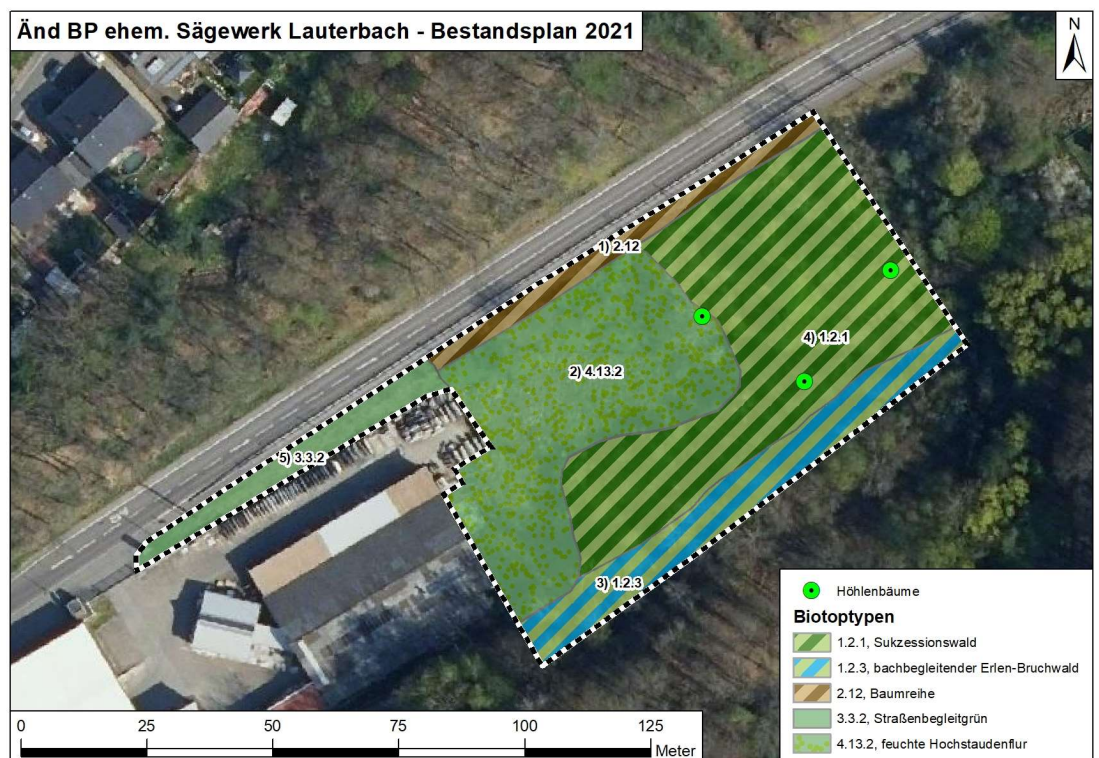 Änd BP ehem. Sägewerk Lauterbach - Bestandsplan 2021
N
1) 2.12
4) 1.2.1
2) 4.13.2
5) 3.3.2
3) 1.2.3
Höhlenbäume
Biotoptypen
1.2.1, Sukzessionswald
1.2.3, bachbegleitender Erlen-Bruchwald
2.12, Baumreihe
3.3.2, Straßenbegleitgrün
4.13.2, feuchte Hochstaudenflur
0 25 50 75 100 125
Meter